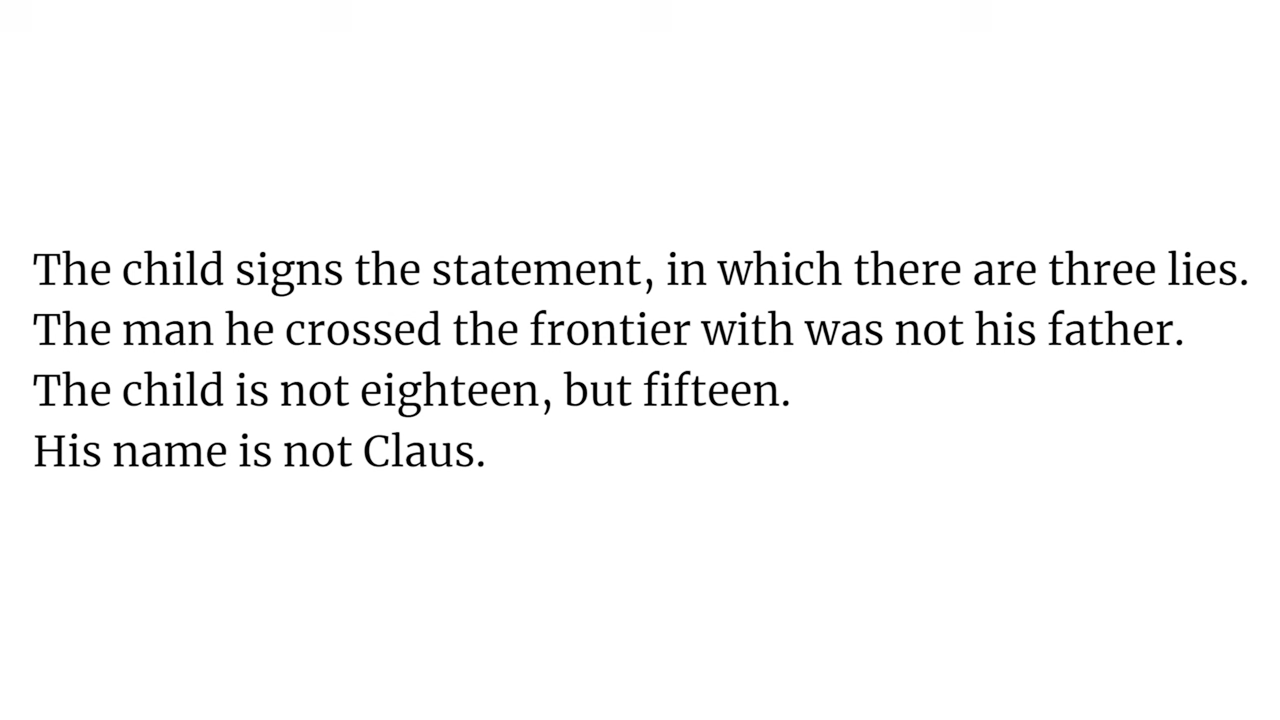 The child signs the statement, in which there are three lies.
The man he crossed the frontier with was not his father.
The child is not eighteen, but fifteen.
His name is not Claus.